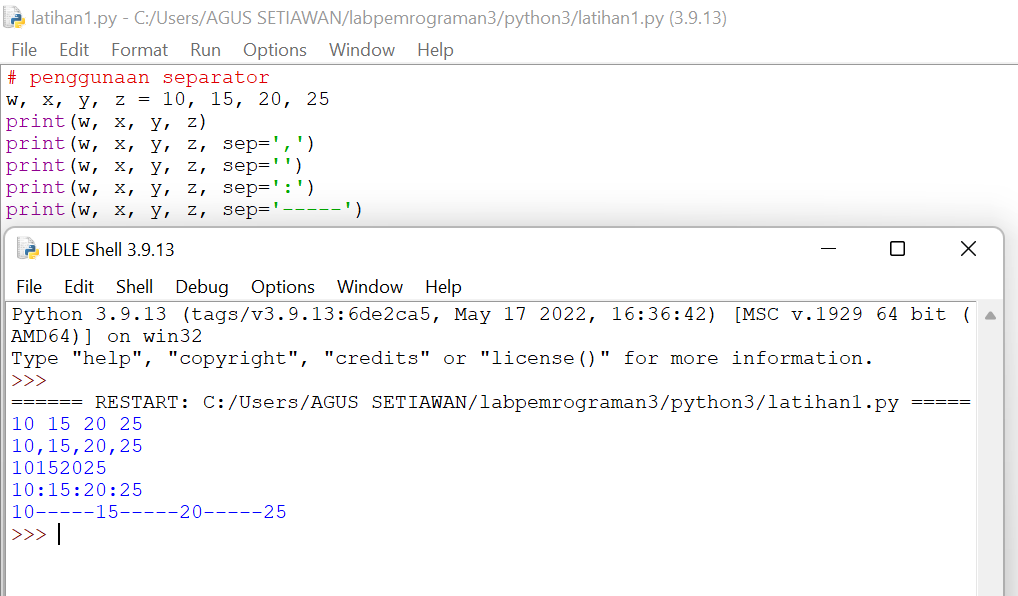 latihan1.py - C:/Users/AGUS SETIAWAN/labpemrograman3/python3/latihan1.py (3.9.13)
File Edit Format Run Options Window Help
# penggunaan separator
w, x, y, z = 10, 15, 20, 25
print(w, x, y, z)
print(w, x, y, z, sep=',')
print(w, x, y, z, sep='')
print(w, x, y, z, sep=':')
print(w, x, y, z, sep='-----')
IDLE Shell 3.9.13
File Edit Shell Debug Options Window Help
Python 3.9.13 (tags/v3.9.13:6de2ca5, May 17 2022, 16:36:42) [MSC v.1929 64 bit (
AMD64)] on win32
Type "help", "copyright", "credits" or "license()" for more information.
>>>
====== RESTART: C:/Users/AGUS SETIAWAN/labpemrograman3/python3/latihan1.py =====
10 15 20 25
10,15,20,25
10152025
10:15:20:25
10-----15-----20-----25
>>>